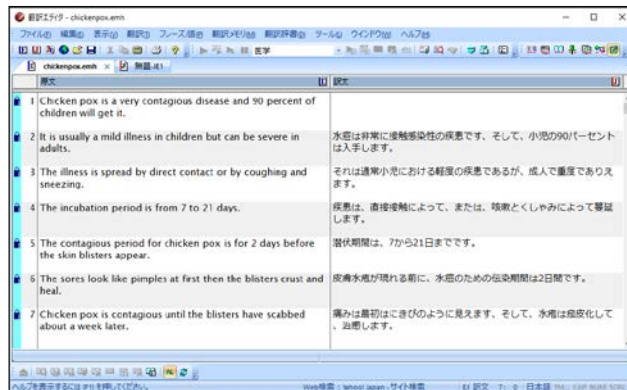 翻訳エディタ - chickenpox.emh
ファイル(F) 編集(E) 表示(V) 翻訳(J) フレーズ/語(P) 翻訳メモリ(M) 翻訳辞書(D) ツール(L) ウインドウ(W) ヘルプ(H)
医学
chickenpox.emh × 無題.JE1
原文 訳文
1 Chicken pox is a very contagious disease and 90 percent of
children will get it.
2 It is usually a mild illness in children but can be severe in
adults.
水痘は非常に接触感染性の疾患です、そして、小児の90パーセント
は入手します。
3 The illness is spread by direct contact or by coughing and
sneezing.
それは通常小児における軽度の疾患であるが、成人で重度でありえ
ます。
4 The incubation period is from 7 to 21 days.
疾患は、直接接触によって、または、咳嗽とくしゃみによって蔓延
します。
5 The contagious period for chicken pox is for 2 days before
the skin blisters appear.
潜伏期間は、7から21日までです。
6 The sores look like pimples at first then the blisters crust and
heal.
皮膚水疱が現れる前に、水痘のための伝染期間は2日間です。
7 Chicken pox is contagious until the blisters have scabbed
about a week later.
痛みは最初はにきびのように見えます、そして、水疱は痂皮化して
、治癒します。
ヘルプを表示するには [F1] を押してください。 Web検索 : Yahoo! Japan - サイト検索 訳文 7: 0 日本語